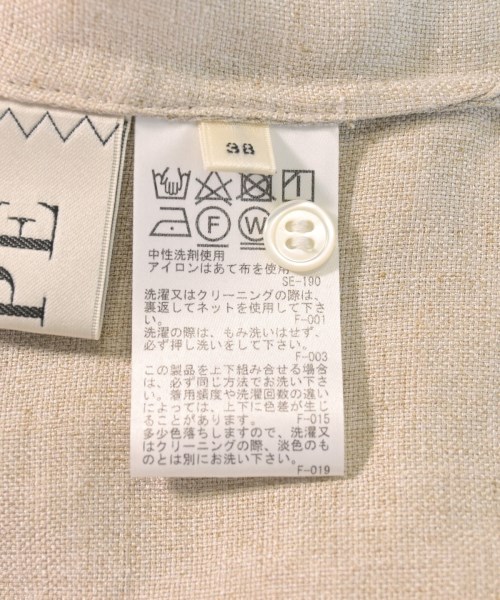 38
F W
中性洗剤使用
アイロンはあて布を使用
SE-190
洗濯又はクリーニングの際は、
裏返してネットを使用して下さ
い。 F-001
洗濯の際は、もみ洗いはせず、
必ず押し洗いをして下さい。
F-003
この製品を上下組み合せる場合
は、必ず同じ方法でお洗い下さ
い。着用頻度や洗濯回数の違い
によっては、上下に色差が生じ
ることがあります。 F-015
多少色落ちしますので、洗濯又
はクリーニングの際、淡色のも
のとは別にお洗い下さい。
F-019
PE